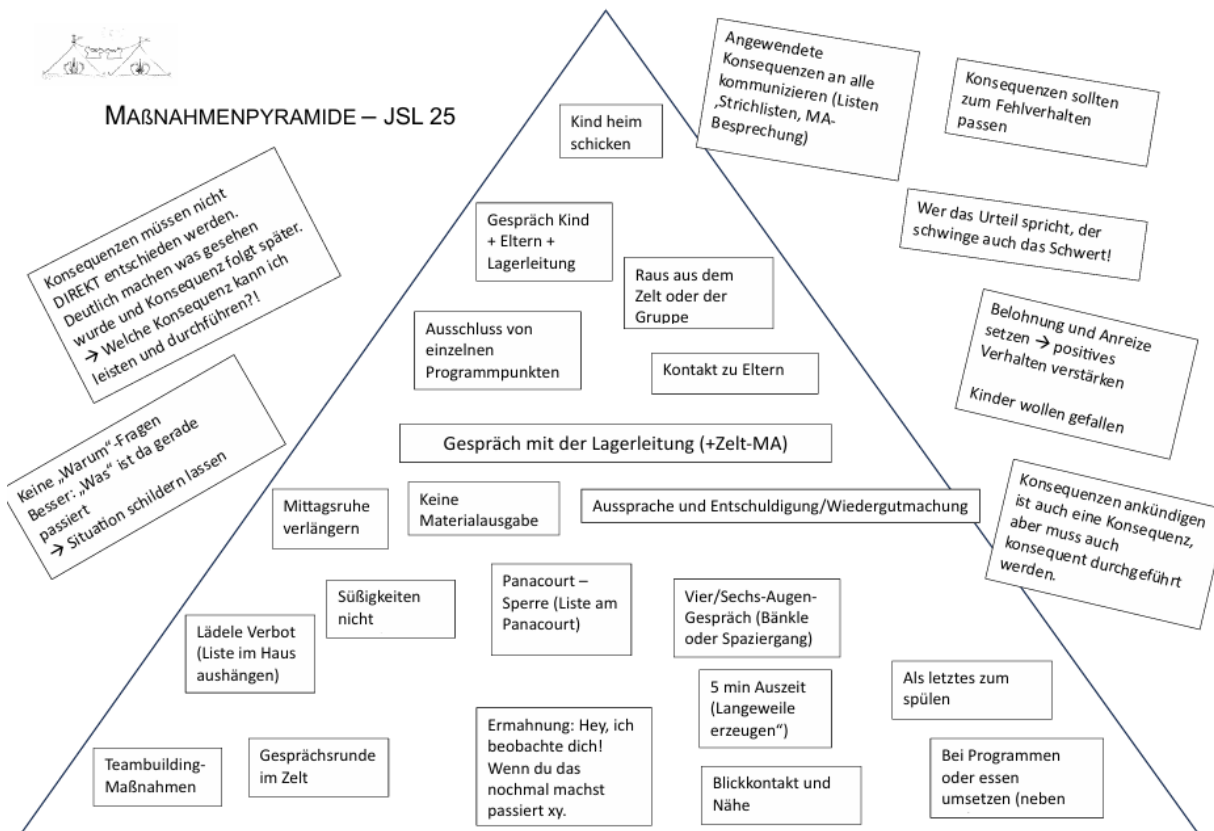 MAßNAHMENPYRAMIDE – JSL 25
Konsequenzen müssen nicht
DIREKT entschieden werden.
Deutlich machen was gesehen
wurde und Konsequenz folgt später.
→ Welche Konsequenz kann ich
leisten und durchführen?!
Keine „Warum"-Fragen
Besser: „Was" ist da gerade
passiert
→ Situation schildern lassen
Angewendete
Konsequenzen an alle
kommunizieren (Listen
,Strichlisten, MA-
Besprechung)
Konsequenzen sollten
zum Fehlverhalten
passen
Wer das Urteil spricht, der
schwinge auch das Schwert!
Belohnung und Anreize
setzen → positives
Verhalten verstärken
Kinder wollen gefallen
Konsequenzen ankündigen
ist auch eine Konsequenz,
aber muss auch
konsequent durchgeführt
werden.
Kind heim
schicken
Gespräch Kind
+ Eltern +
Lagerleitung
Raus aus dem
Zelt oder der
Gruppe
Ausschluss von
einzelnen
Programmpunkten
Kontakt zu Eltern
Gespräch mit der Lagerleitung (+Zelt-MA)
Mittagsruhe
verlängern
Keine
Materialausgabe
Aussprache und Entschuldigung/Wiedergutmachung
Süßigkeiten
nicht
Panacourt –
Sperre (Liste am
Panacourt)
Vier/Sechs-Augen-
Gespräch (Bänkle
oder Spaziergang)
Lädele Verbot
(Liste im Haus
aushängen)
5 min Auszeit
(Langeweile
erzeugen")
Als letztes zum
spülen
Teambuilding-
Maßnahmen
Gesprächsrunde
im Zelt
Ermahnung: Hey, ich
beobachte dich!
Wenn du das
nochmal machst
passiert xy.
Blickkontakt und
Nähe
Bei Programmen
oder essen
umsetzen (neben